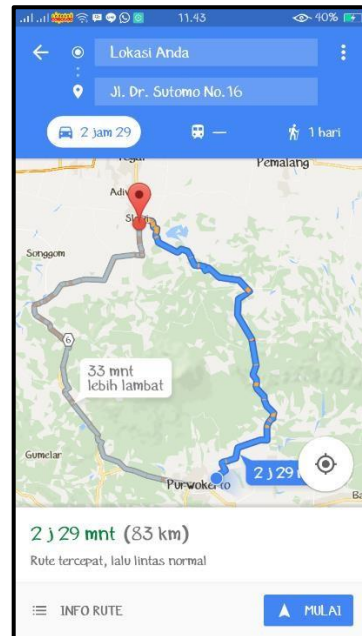 11.43 40%
Lokasi Anda
Jl. Dr. Sutomo No. 16
2 jam 29 — 1 hari
Pemalang
Songgom
6
33 mnt
lebih lambat
Gumelar
2 j 29
Purwokerto
2 j 29 mnt (83 km)
Rute tercepat, lalu lintas normal
INFO RUTE MULAI